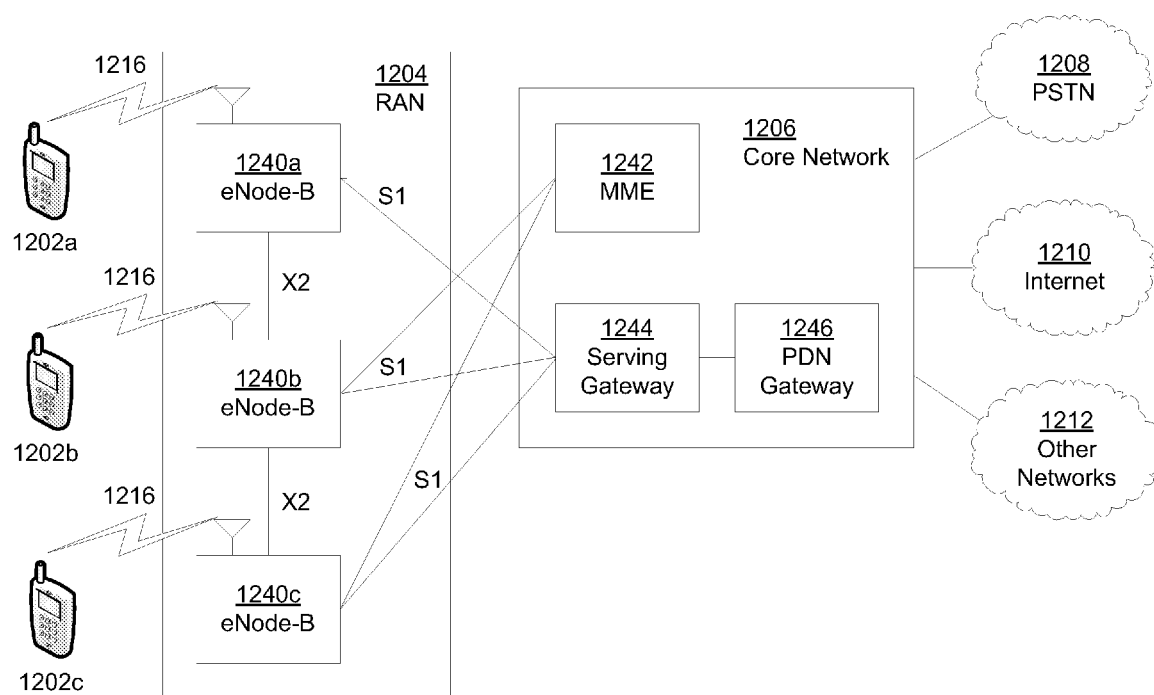 1216
1204
RAN
1208
PSTN
1206
Core Network
1240a
eNode-B
1242
MME
S1
1202a
1216
X2
1210
Internet
1240b
eNode-B
S1
1244
Serving
Gateway
1246
PDN
Gateway
1202b
1212
Other
Networks
1216
X2
S1
1240c
eNode-B
1202c